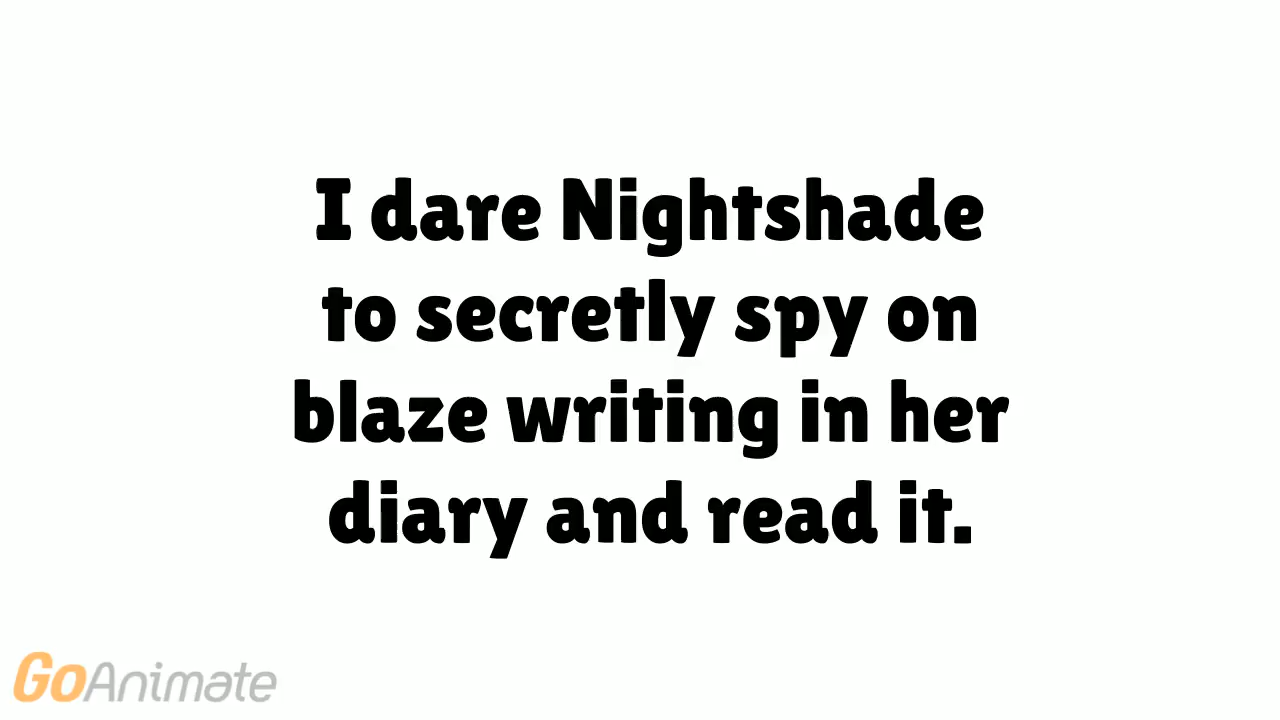 I dare Nightshade
to secretly spy on
blaze writing in her
diary and read it.
GoAnimate